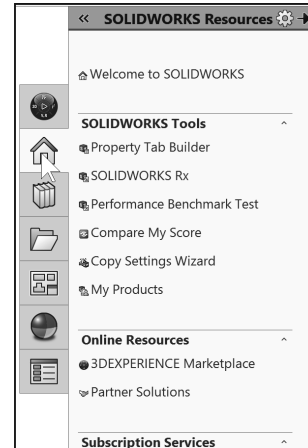 « SOLIDWORKS Resources
Welcome to SOLIDWORKS
SOLIDWORKS Tools
Property Tab Builder
SOLIDWORKS Rx
Performance Benchmark Test
Compare My Score
Copy Settings Wizard
My Products
Online Resources
3DEXPERIENCE Marketplace
Partner Solutions
Subscription Services